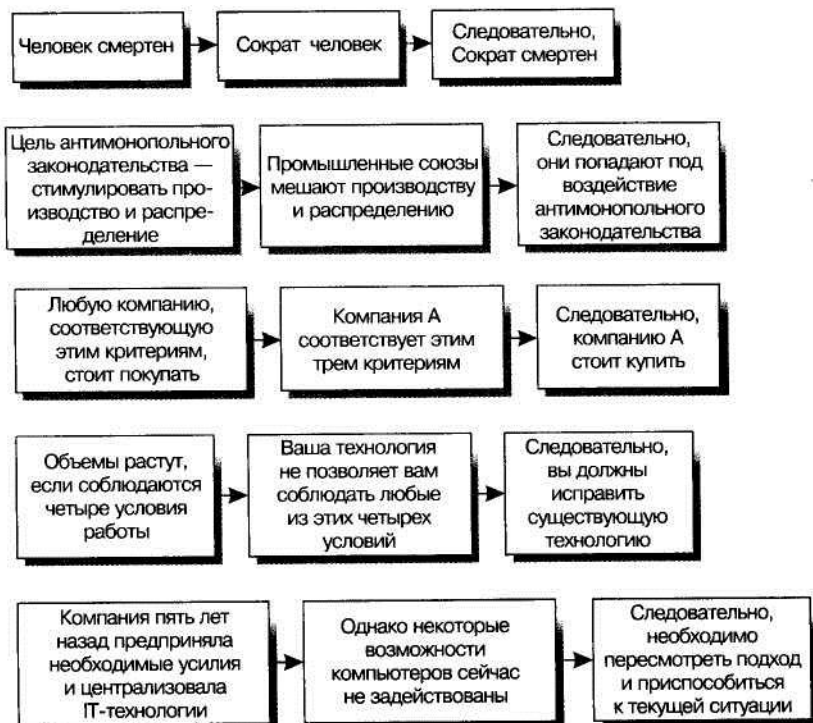 Человек смертен
Сократ человек
Следовательно,
Сократ смертен
Цель антимонопольного
законодательства —
стимулировать про-
изводство и распре-
деление
Промышленные союзы
мешают производству
и распределению
Следовательно,
они попадают под
воздействие
антимонопольного
законодательства
Любую компанию,
соответствующую
этим критериям,
стоит покупать
Компания А
соответствует этим
трем критериям
Следовательно,
компанию А
стоит купить
Объемы растут,
если соблюдаются
четыре условия
работы
Ваша технология
не позволяет вам
соблюдать любые
из этих четырех
условий
Следовательно,
вы должны
исправить
существующую
технологию
Компания пять лет
назад предприняла
необходимые усилия
и централизовала
IT-технологии
Однако некоторые
возможности
компьютеров сейчас
не задействованы
Следовательно,
необходимо
пересмотреть подход
и приспособиться
к текущей ситуации